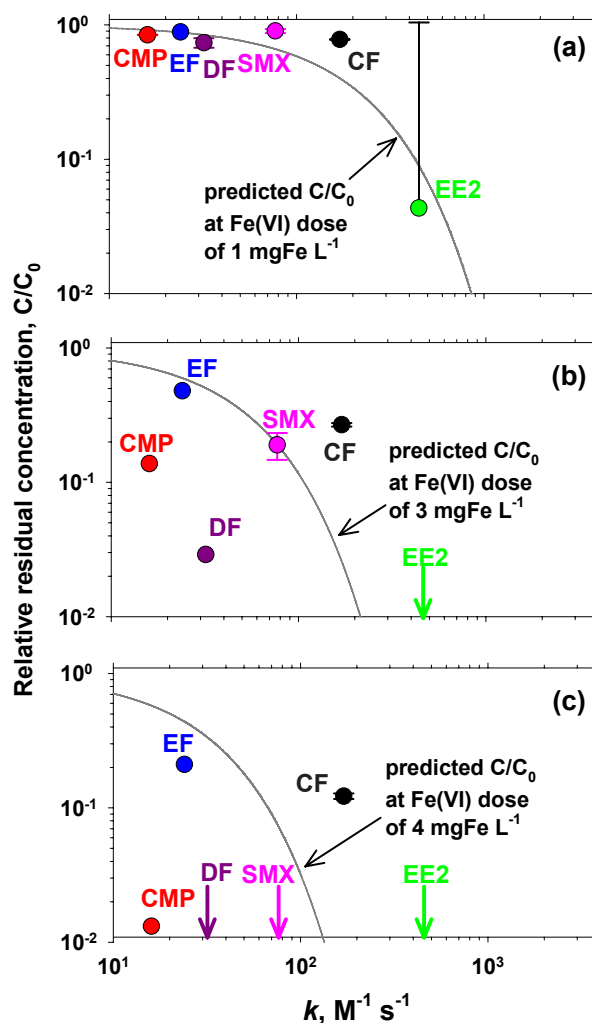 Relative residual concentration, C/C₀
10⁰
10⁻¹
10⁻²
(a)
CMP
EF
DF
SMX
CF
EE2
predicted C/C₀
at Fe(VI) dose
of 1 mgFe L⁻¹
10⁰
10⁻¹
10⁻²
(b)
EF
CMP
SMX
CF
DF
EE2
predicted C/C₀
at Fe(VI) dose
of 3 mgFe L⁻¹
10⁰
10⁻¹
10⁻²
(c)
EF
CF
CMP
DF
SMX
EE2
predicted C/C₀
at Fe(VI) dose
of 4 mgFe L⁻¹
10¹ 10² 10³
k, M⁻¹ s⁻¹